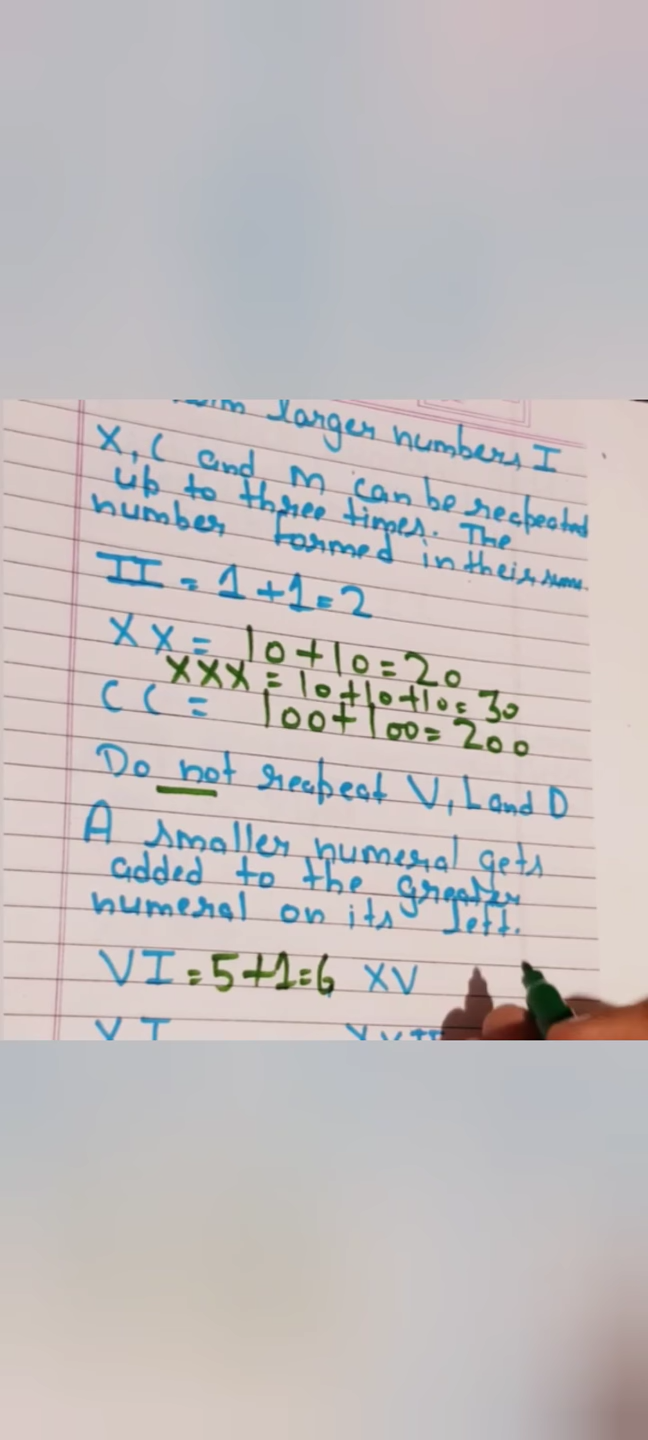 larger numbers I
X, C and M can be reapeated
up to three times. The
number formed in their sum.
II = 1+1=2
XX = 10+10=20
XXX = 10+10+10= 30
CC = 100+100= 200
Do not reapeat V, L and D
A smaller numeral gets
added to the greater
numeral on its left.
VI = 5+1=6 XV